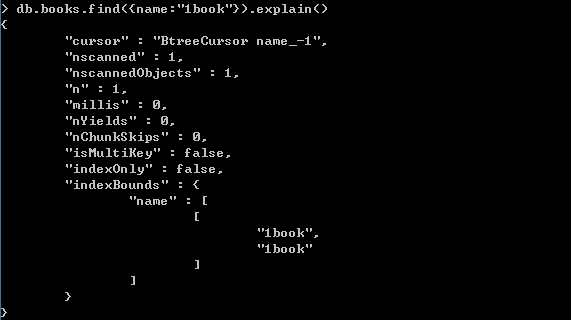 > db.books.find({name:"1book"}).explain()
{
        "cursor" : "BtreeCursor name_-1",
        "nscanned" : 1,
        "nscannedObjects" : 1,
        "n" : 1,
        "millis" : 0,
        "nYields" : 0,
        "nChunkSkips" : 0,
        "isMultiKey" : false,
        "indexOnly" : false,
        "indexBounds" : {
                "name" : [
                        [
                                "1book",
                                "1book"
                        ]
                ]
        }
}